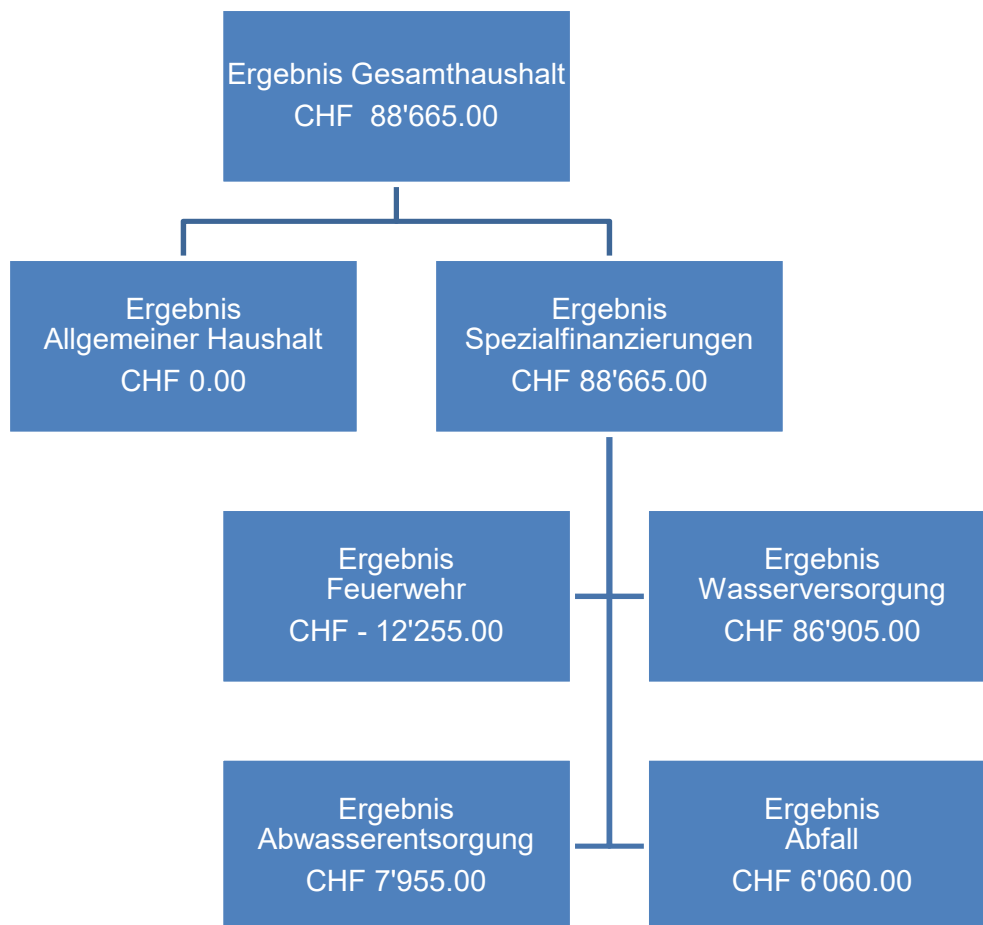 Ergebnis Gesamthaushalt
CHF  88'665.00
Ergebnis
Allgemeiner Haushalt
CHF 0.00
Ergebnis
Spezialfinanzierungen
CHF 88'665.00
Ergebnis
Feuerwehr
CHF - 12'255.00
Ergebnis
Wasserversorgung
CHF 86'905.00
Ergebnis
Abwasserentsorgung
CHF 7'955.00
Ergebnis
Abfall
CHF 6'060.00